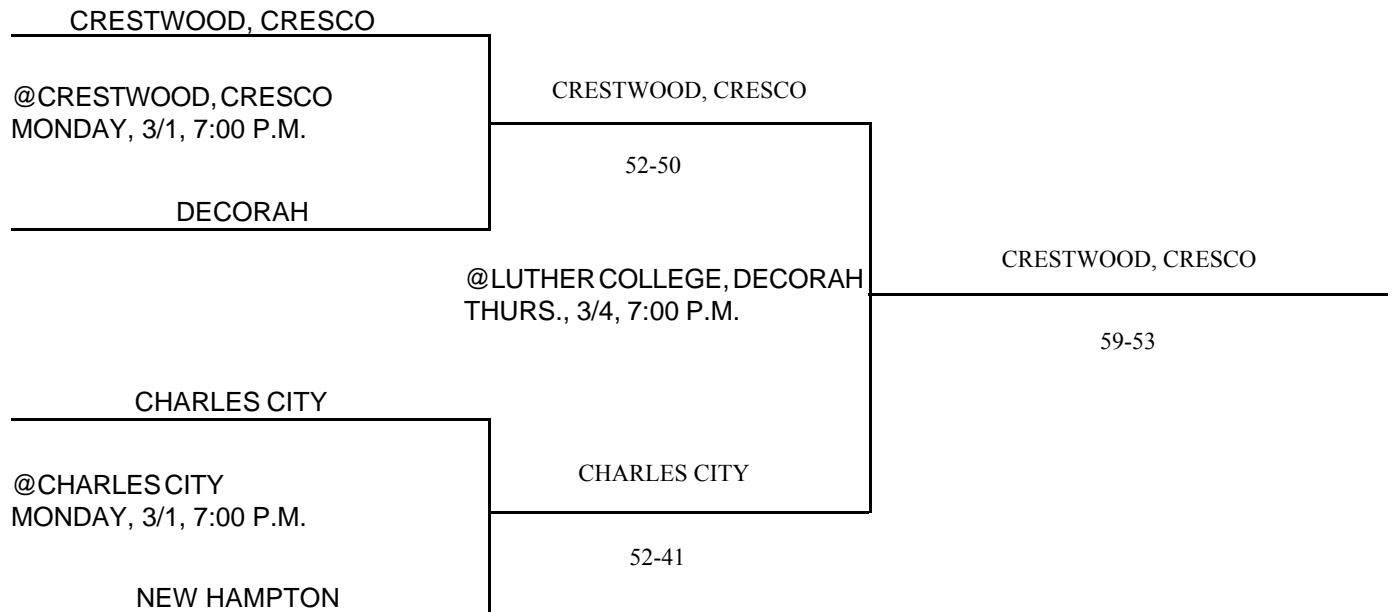 CRESTWOOD, CRESCO
@CRESTWOOD, CRESCO
MONDAY, 3/1, 7:00 P.M.
DECORAH
CRESTWOOD, CRESCO
52-50
@LUTHER COLLEGE, DECORAH
THURS., 3/4, 7:00 P.M.
CRESTWOOD, CRESCO
59-53
CHARLES CITY
@CHARLES CITY
MONDAY, 3/1, 7:00 P.M.
NEW HAMPTON
CHARLES CITY
52-41